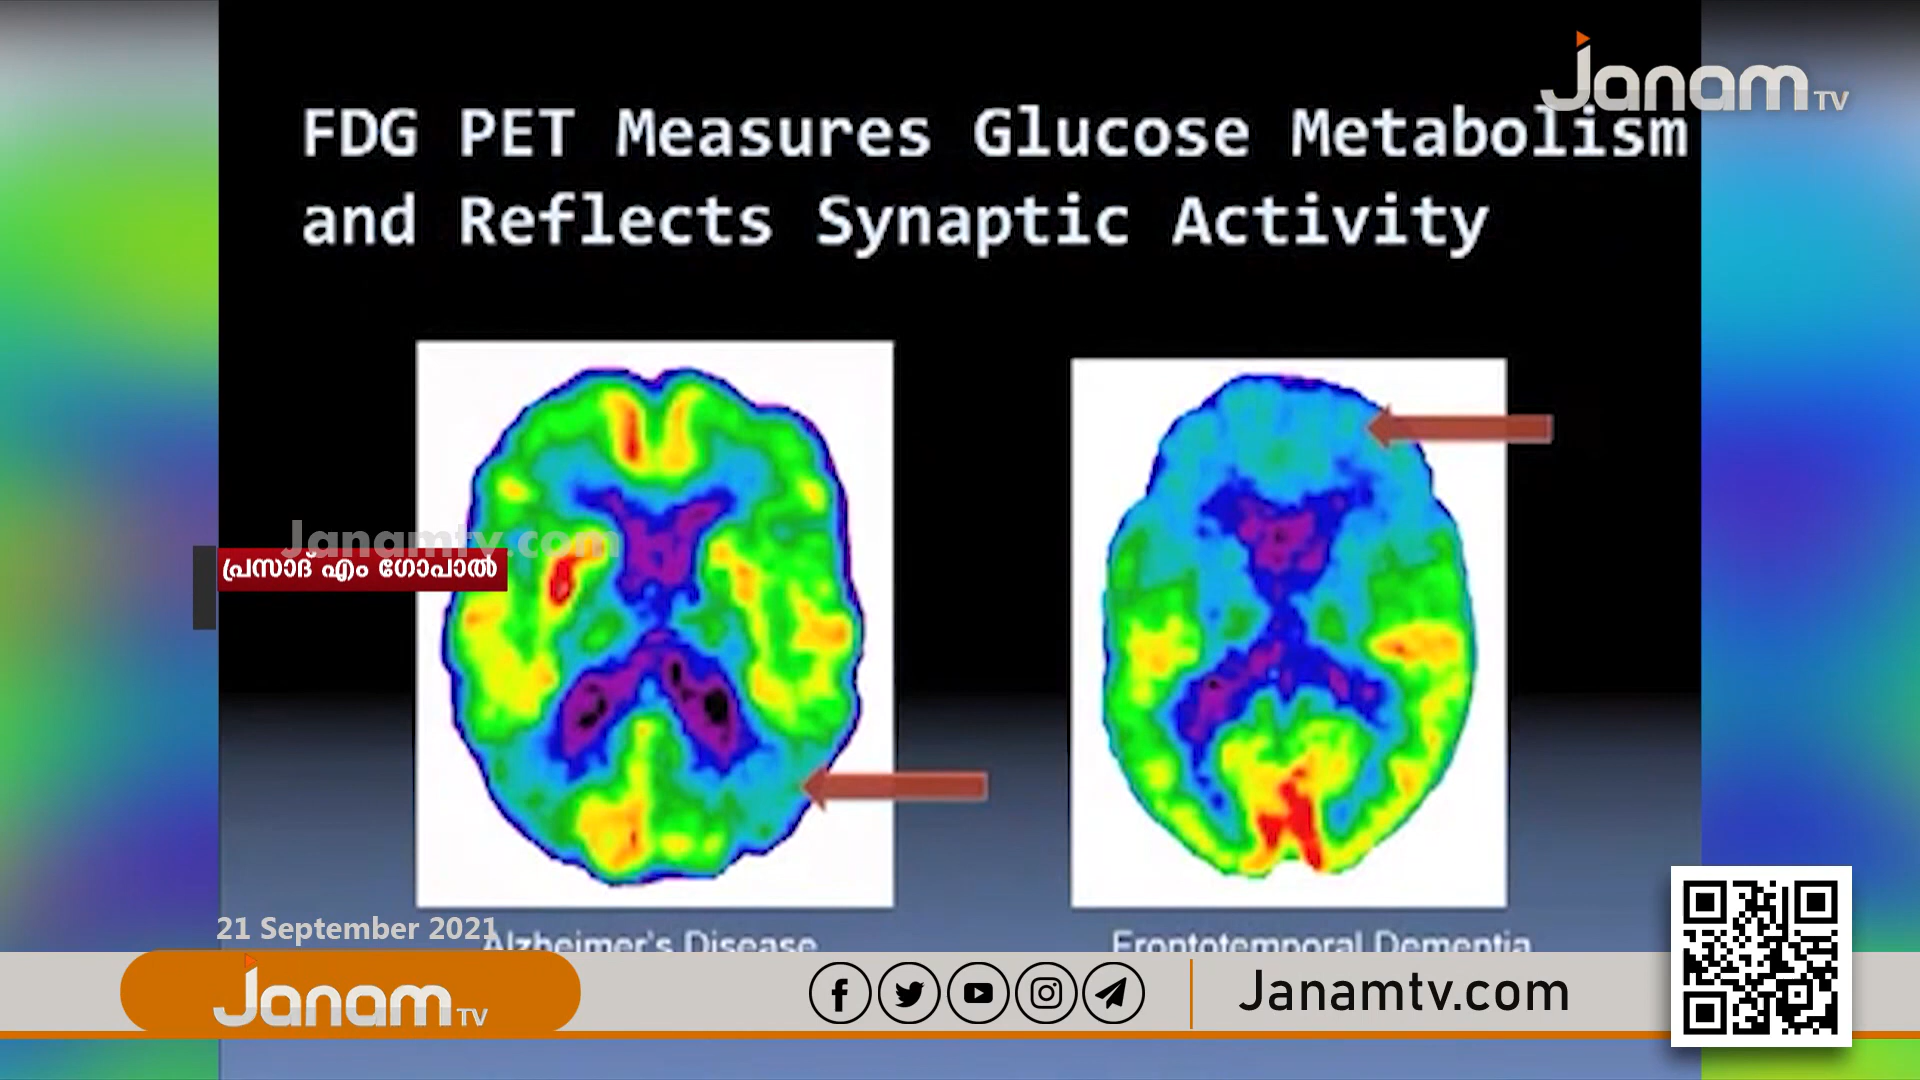 Janam TV
FDG PET Measures Glucose Metabolism
and Reflects Synaptic Activity
Janamtv.com
പ്രസാദ് എം ഗോപാൽ
21 September 2021
Alzheimer's Disease
Frontotemporal Dementia
Janam TV
Janamtv.com